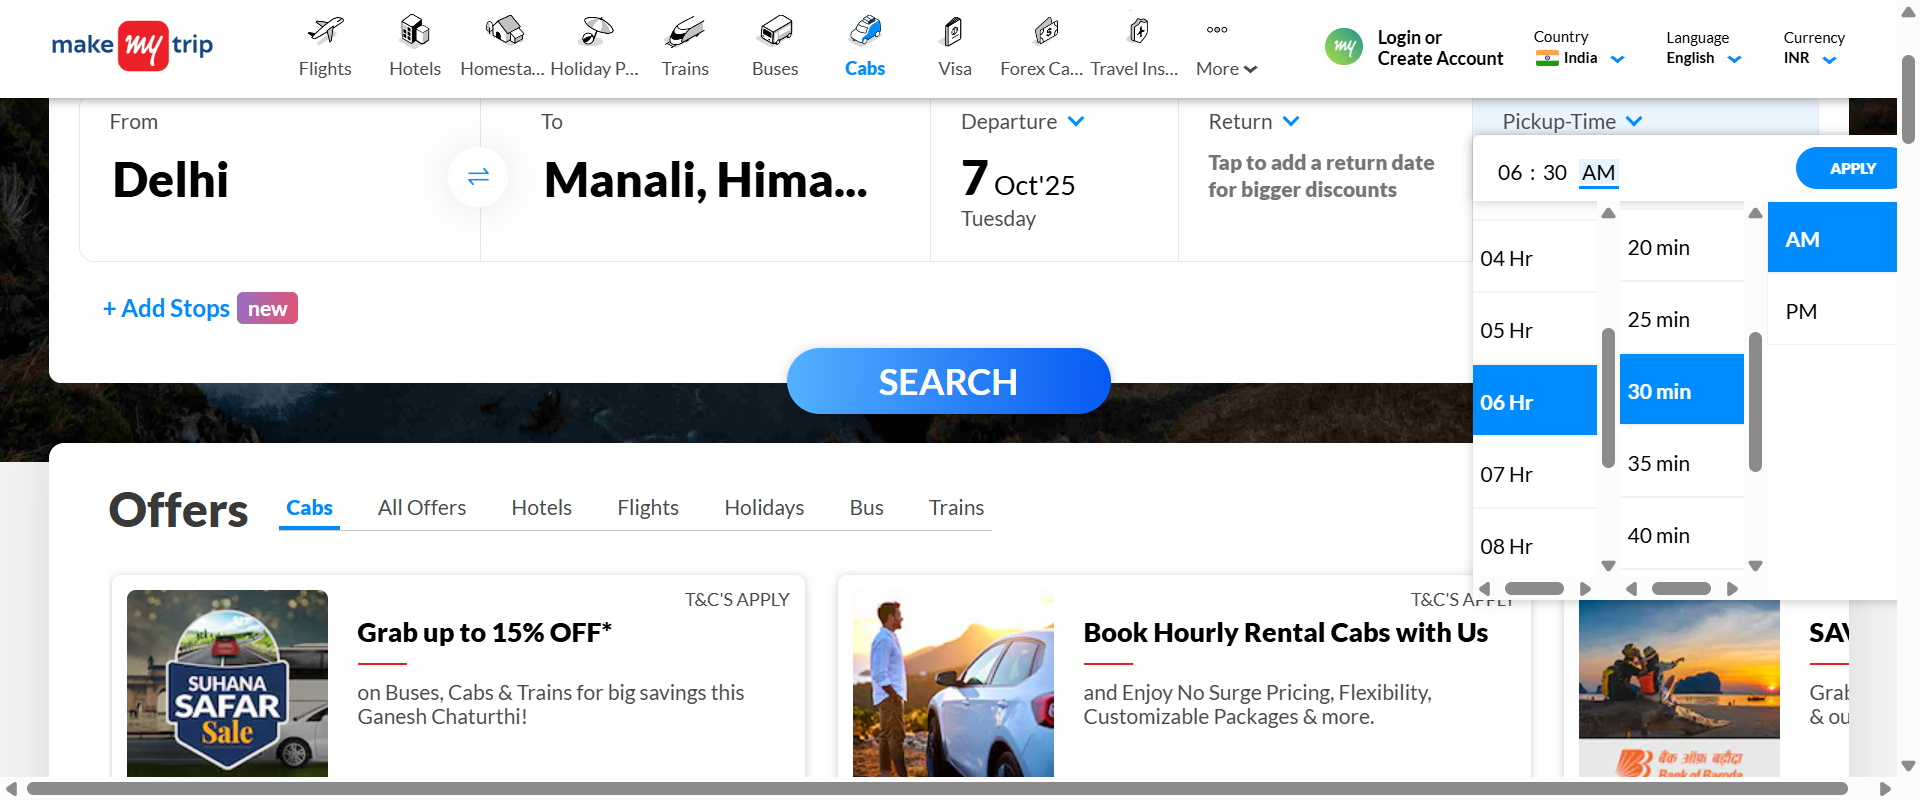 make my trip
Flights
Hotels
Homesta...
Holiday P...
Trains
Buses
Cabs
Visa
Forex Ca...
Travel Ins...
More
my
Login or
Create Account
Country
India
Language
English
Currency
INR
From
Delhi
To
Manali, Hima...
Departure
7 Oct'25
Tuesday
Return
Tap to add a return date
for bigger discounts
Pickup-Time
06 : 30 AM
APPLY
04 Hr
05 Hr
06 Hr
07 Hr
08 Hr
20 min
25 min
30 min
35 min
40 min
AM
PM
+ Add Stops new
SEARCH
Offers
Cabs
All Offers
Hotels
Flights
Holidays
Bus
Trains
SUHANA
SAFAR
Sale
T&C'S APPLY
Grab up to 15% OFF*
on Buses, Cabs & Trains for big savings this
Ganesh Chaturthi!
T&C'S APPLY
Book Hourly Rental Cabs with Us
and Enjoy No Surge Pricing, Flexibility,
Customizable Packages & more.
बैंक ऑफ़ बड़ौदा
Bank of Baroda